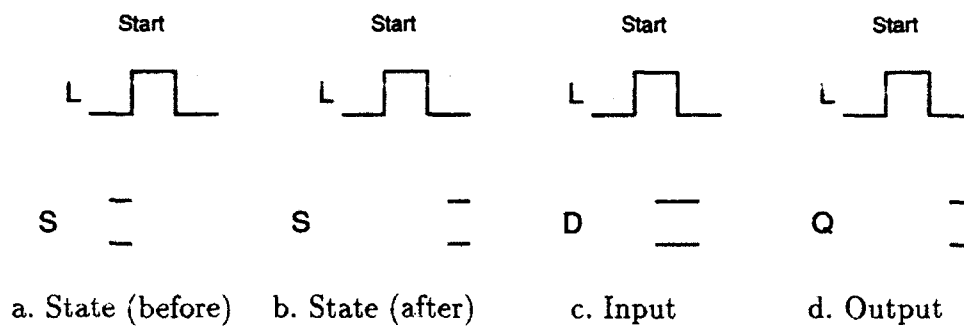 Start Start Start Start
L L L L
S S D Q
a. State (before) b. State (after) c. Input d. Output